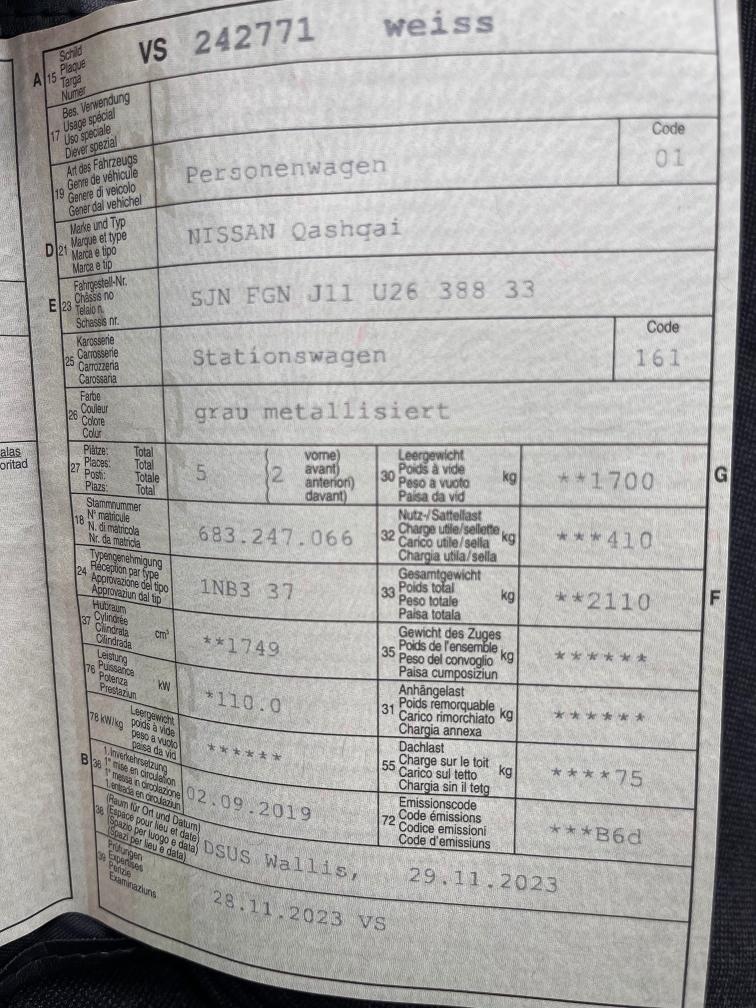 A 15 Schild
Plaque
Targa
Numer
VS 242771 weiss
17 Bes. Verwendung
Usage spécial
Uso speciale
Diever spezial
19 Art des Fahrzeugs
Genre de véhicule
Genere di veicolo
Gener dal vehichel
Personenwagen
Code
01
D 21 Marke und Typ
Marque et type
Marca e tipo
Marca e tip
NISSAN Qashqai
E 23 Fahrgestell-Nr.
Châssis no
Telaio n.
Schassis nr.
SJN FGN J11 U26 388 33
25 Karosserie
Carrosserie
Carrozzeria
Carossaria
Stationswagen
Code
161
26 Farbe
Couleur
Colore
Colur
grau metallisiert
alas
oritad
27 Plätze: Total
Places: Total
Posti: Totale
Plazs: Total
5 2 vorne)
avant)
anteriori)
davant)
30 Leergewicht
Poids à vide
Peso a vuoto
Paisa da vid
kg
**1700
G
18 Stammnummer
N° matricule
N. di matricola
Nr. da matricla
683.247.066
32 Nutz-/Sattellast
Charge utile/sellette
Carico utile/sella
Chargia utila/sella
kg
***410
24 Typengenehmigung
Réception par type
Approvazione del tipo
Approvaziun dal tip
1NB3 37
33 Gesamtgewicht
Poids total
Peso totale
Paisa totala
kg
**2110
F
37 Hubraum
Cylindrée
Cilindrata
Cilindrada
cm³
**1749
35 Gewicht des Zuges
Poids de l'ensemble
Peso del convoglio
Paisa cumposiziun
kg
******
76 Leistung
Puissance
Potenza
Prestaziun
kW
*110.0
31 Anhängelast
Poids remorquable
Carico rimorchiato
Chargia annexa
kg
******
78 kW/kg Leergewicht
poids à vide
peso a vuoto
paisa da vid
******
55 Dachlast
Charge sur le toit
Carico sul tetto
Chargia sin il tetg
kg
****75
B 36 1. Inverkehrsetzung
1re mise en circulation
1a messa in circolazione
1. entrada en circulaziun
02.09.2019
72 Emissionscode
Code émissions
Codice emissioni
Code d'emissiuns
***B6d
38 (Raum für Ort und Datum)
(Espace pour lieu et date)
(Spazio per luogo e data)
(Spazi per lieu e data)
DSUS Wallis, 29.11.2023
39 Prüfungen
Expertises
Perizie
Examinaziuns
28.11.2023 VS